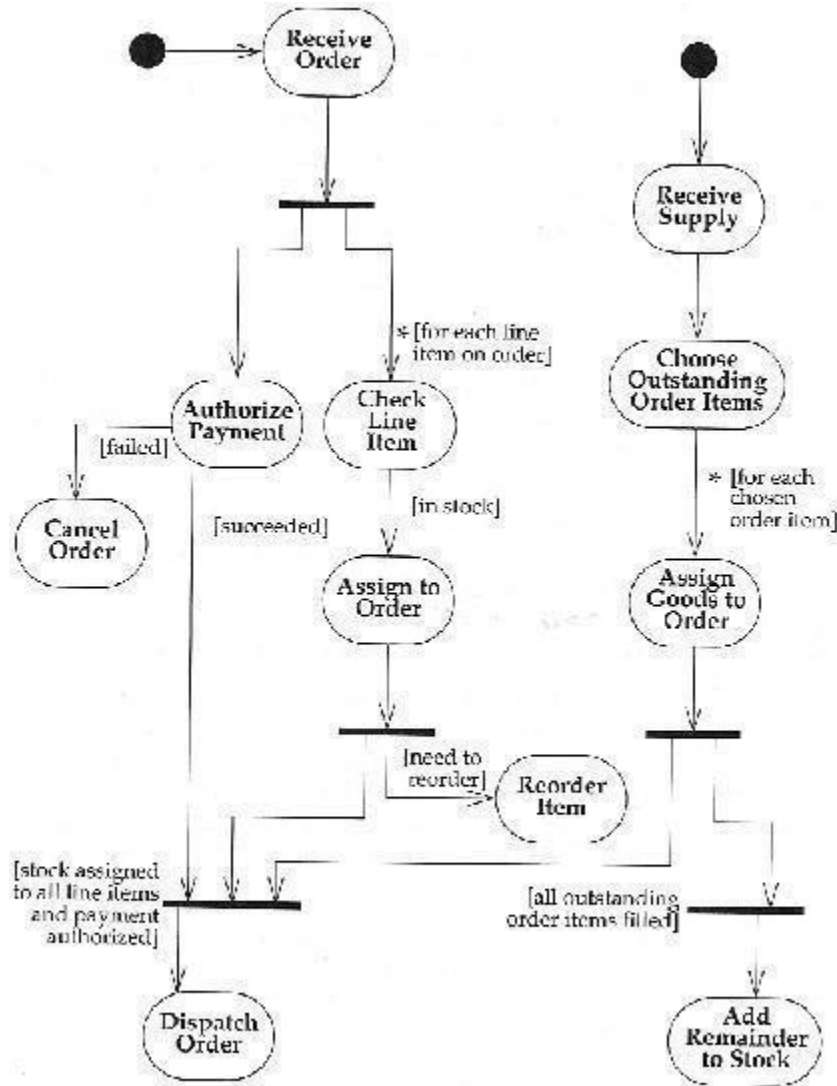 Receive
Order
Receive
Supply
* [for each line
item on order]
Choose
Outstanding
Order Items
Authorize
Payment
Check
Line
Item
[failed]
Cancel
Order
[succeeded]
[in stock]
* [for each
chosen
order item]
Assign to
Order
Assign
Goods to
Order
[need to
reorder]
Reorder
Item
[stock assigned
to all line items
and payment
authorized]
[all outstanding
order items filled]
Dispatch
Order
Add
Remainder
to Stock